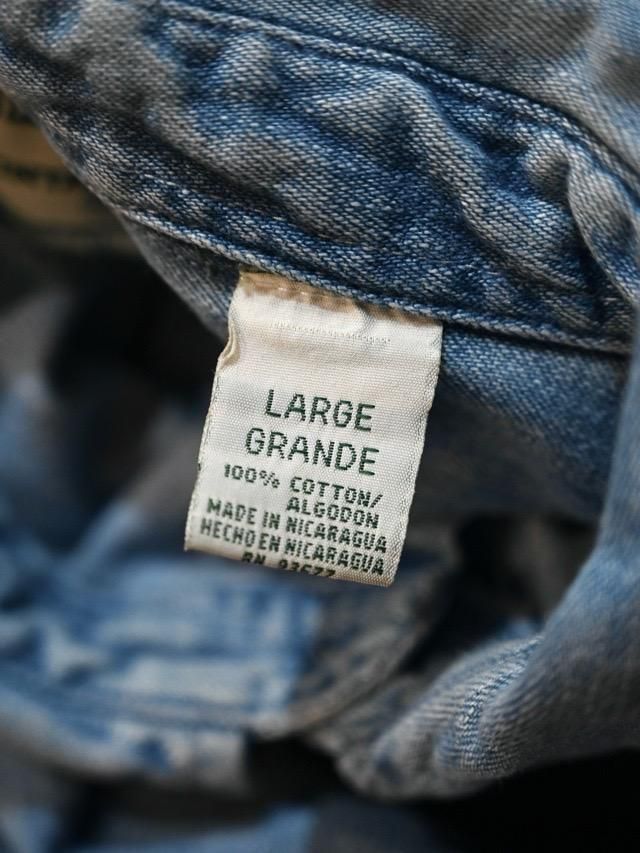 LARGE
GRANDE
100% COTTON/
ALGODON
MADE IN NICARAGUA
HECHO EN NICARAGUA
RN